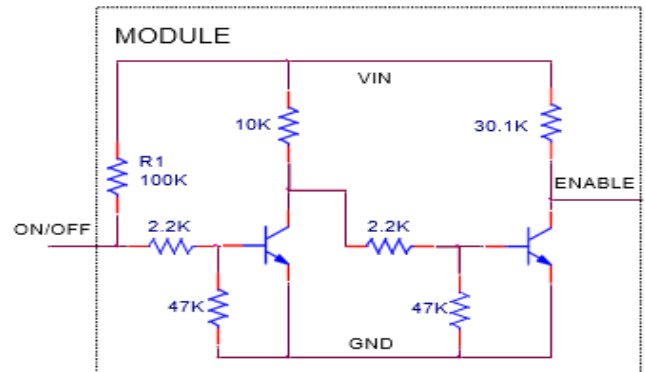 MODULE
VIN
10K
30.1K
R1
100K
ENABLE
ON/OFF
2.2K
2.2K
47K
47K
GND